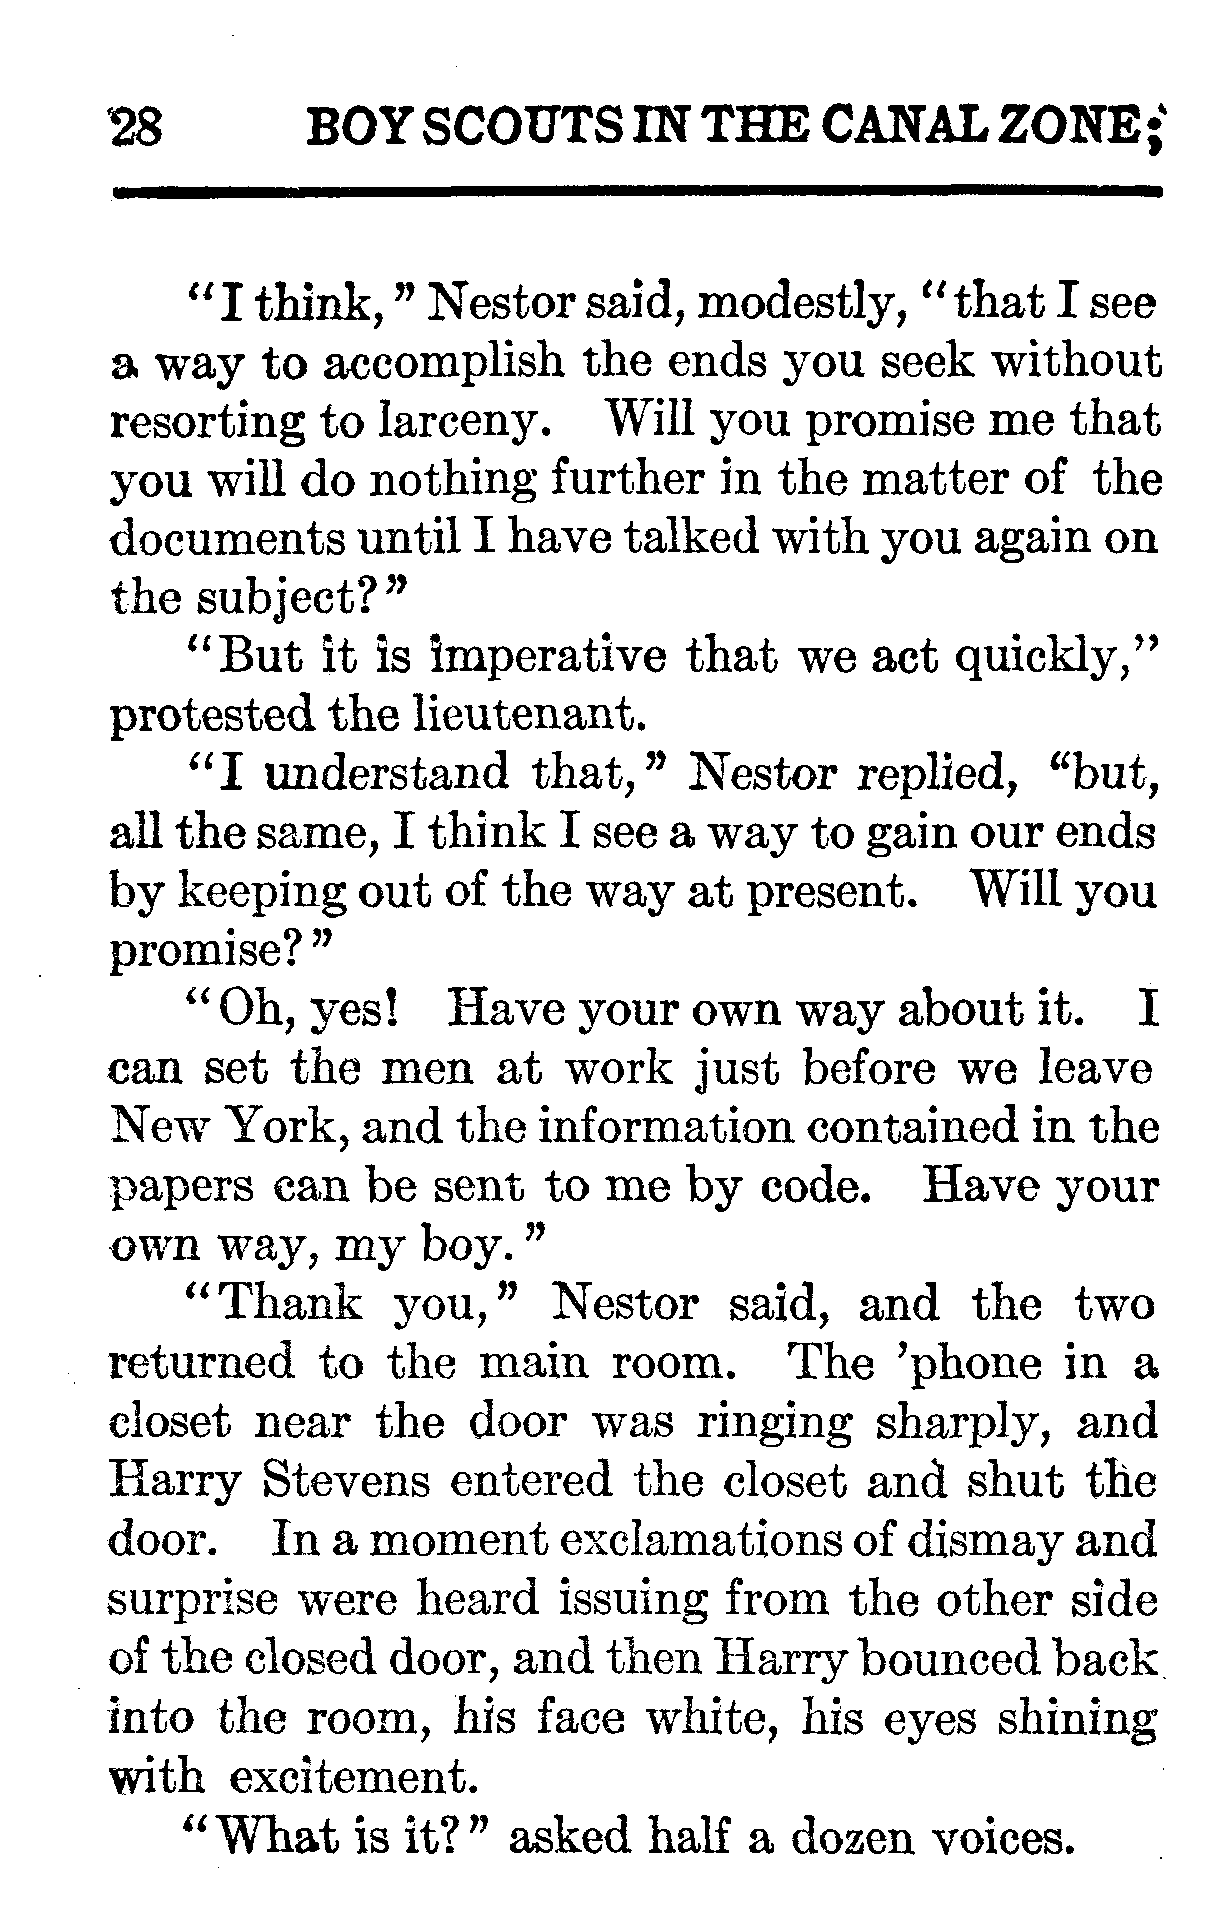 28 BOY SCOUTS IN THE CANAL ZONE;
“I think,” Nestor said, modestly, “that I see
a way to accomplish the ends you seek without
resorting to larceny. Will you promise me that
you will do nothing further in the matter of the
documents until I have talked with you again on
the subject?”
“But it is imperative that we act quickly,”
protested the lieutenant.
“I understand that,” Nestor replied, “but,
all the same, I think I see a way to gain our ends
by keeping out of the way at present. Will you
promise?”
“Oh, yes! Have your own way about it. I
can set the men at work just before we leave
New York, and the information contained in the
papers can be sent to me by code. Have your
own way, my boy.”
“Thank you,” Nestor said, and the two
returned to the main room. The ’phone in a
closet near the door was ringing sharply, and
Harry Stevens entered the closet and shut the
door. In a moment exclamations of dismay and
surprise were heard issuing from the other side
of the closed door, and then Harry bounced back
into the room, his face white, his eyes shining
with excitement.
“What is it?” asked half a dozen voices.